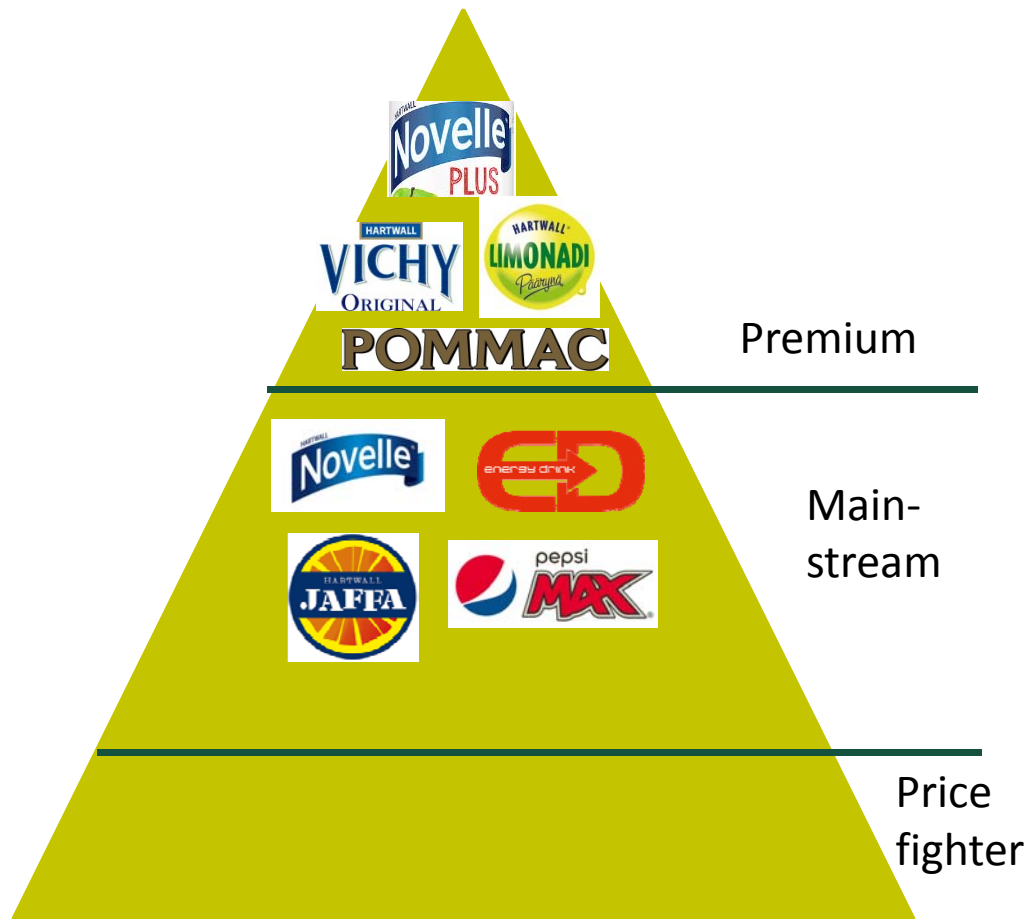 HARTWALL
Novelle
PLUS
HARTWALL
VICHY
ORIGINAL
HARTWALL
LIMONADI
Päärynä
POMMAC
Premium
HARTWALL
Novelle
energy drink
ED
HARTWALL
JAFFA
pepsi
MAX
Main-
stream
Price
fighter